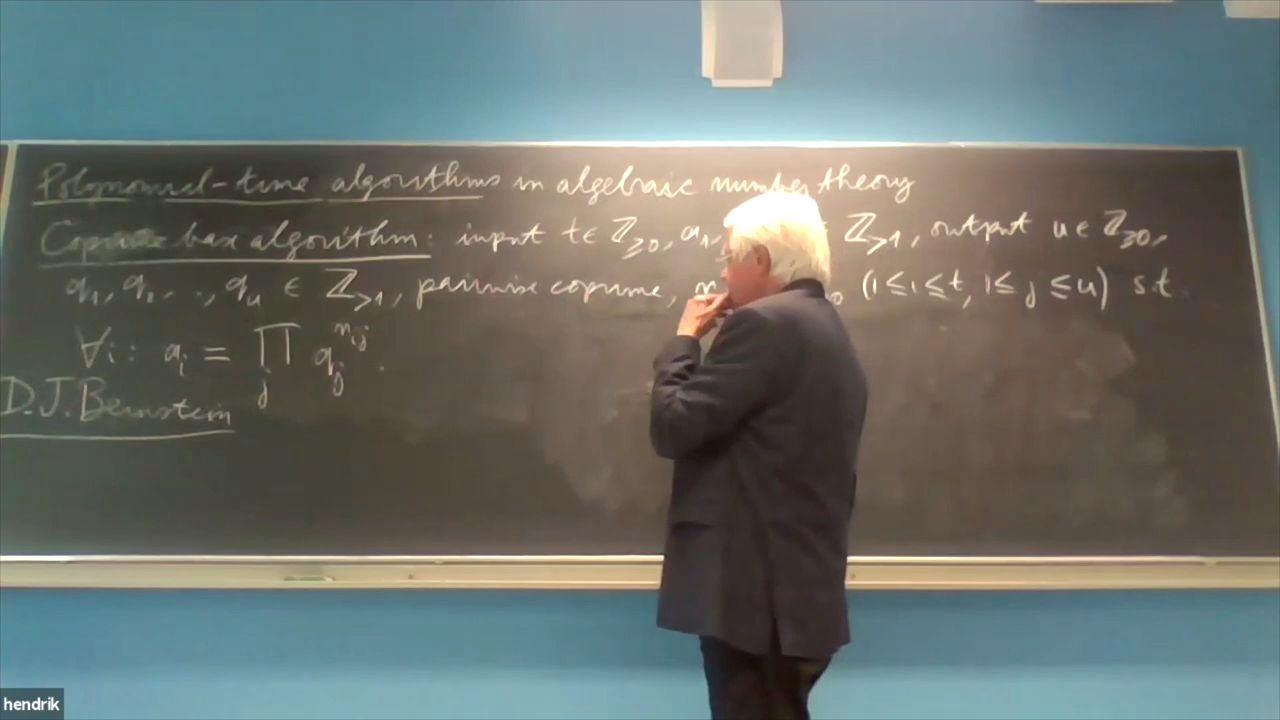 Polynomial-time algorithms in algebraic number theory
Coprime base algorithm: input t ∈ ℤ≥0, a₁ ℤ>1, output u ∈ ℤ≥0,
q₁, q₂, .., qᵤ ∈ ℤ>1, pairwise coprime, (1 ≤ i ≤ t, 1 ≤ j ≤ u) s.t.
∀i: aᵢ = ∏ⱼ qⱼ^nᵢⱼ.
D.J. Bernstein
hendrik